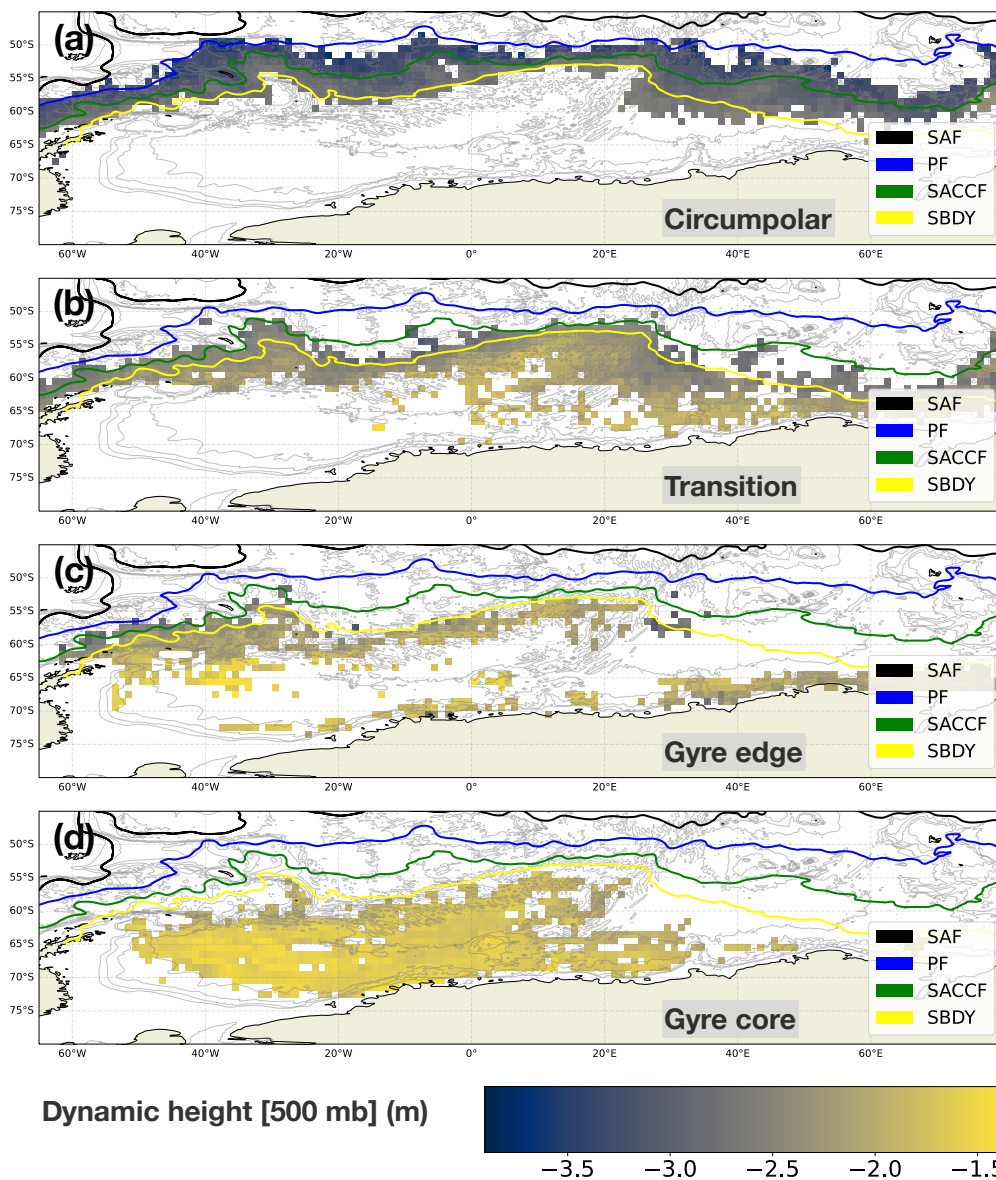 (a)
50°S
55°S
60°S
65°S
70°S
75°S
SAF
PF
SACCF
SBDY
Circumpolar
60°W 40°W 20°W 0° 20°E 40°E 60°E
(b)
50°S
55°S
60°S
65°S
70°S
75°S
SAF
PF
SACCF
SBDY
Transition
60°W 40°W 20°W 0° 20°E 40°E 60°E
(c)
50°S
55°S
60°S
65°S
70°S
75°S
SAF
PF
SACCF
SBDY
Gyre edge
60°W 40°W 20°W 0° 20°E 40°E 60°E
(d)
50°S
55°S
60°S
65°S
70°S
75°S
SAF
PF
SACCF
SBDY
Gyre core
60°W 40°W 20°W 0° 20°E 40°E 60°E
Dynamic height [500 mb] (m)
−3.5 −3.0 −2.5 −2.0 −1.5